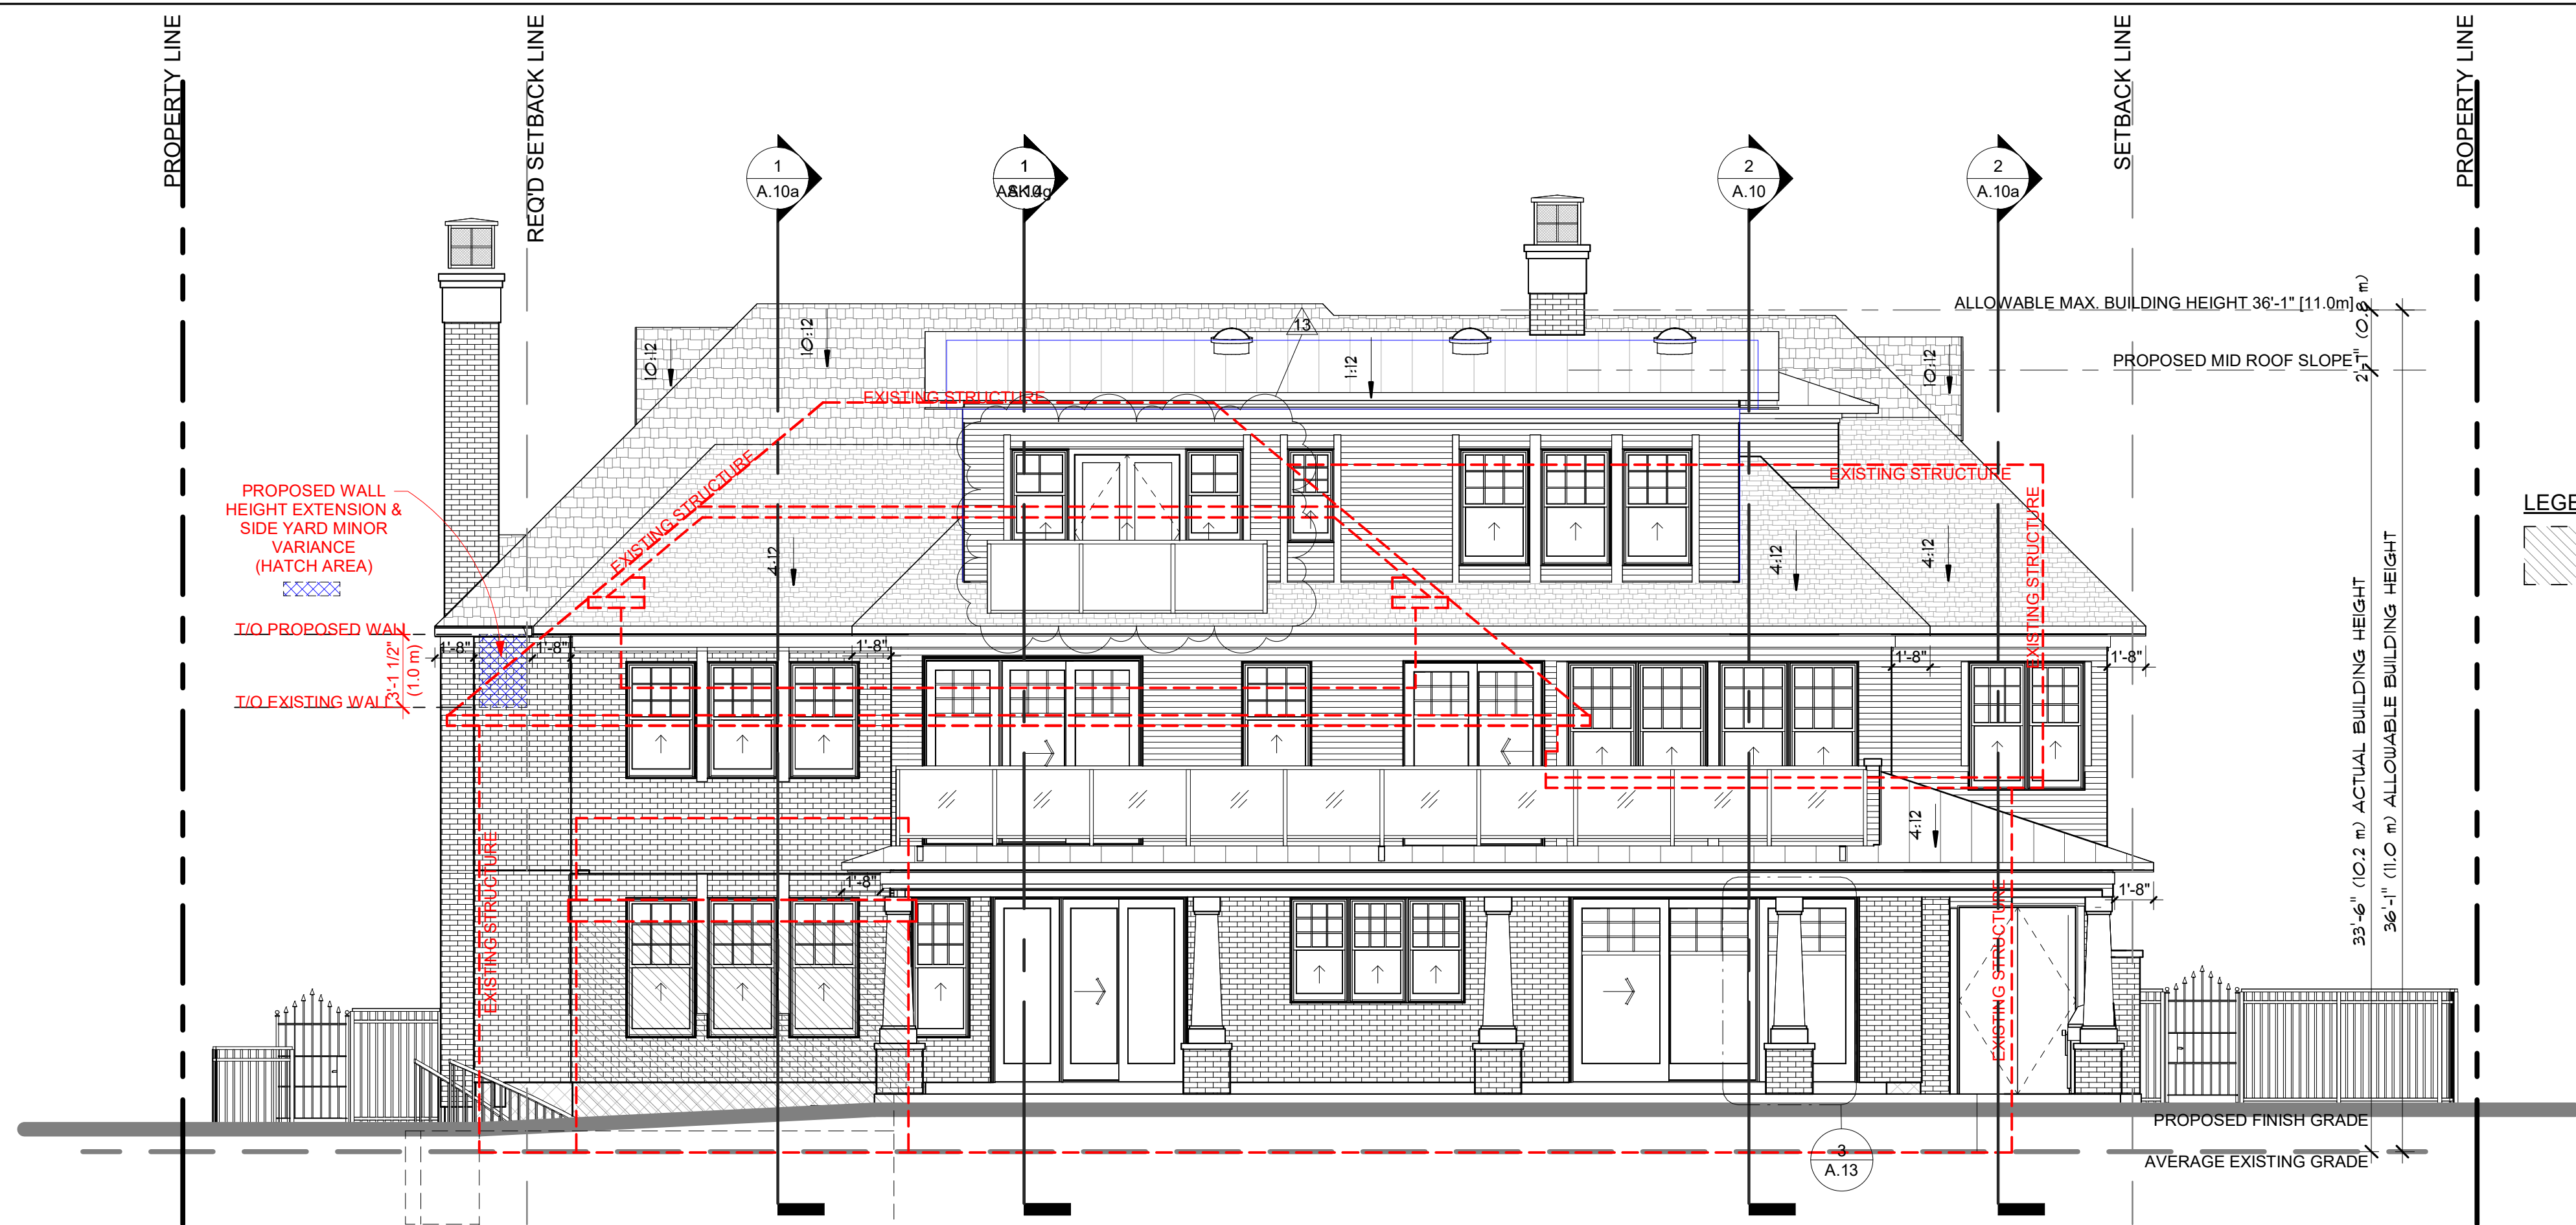 PROPERTY LINE
REQ'D SETBACK LINE
SETBACK LINE
PROPERTY LINE
1
A.10a
1
2
A.10
2
A.10a
ALLOWABLE MAX. BUILDING HEIGHT 36'-1" [11.0m]
2'-7" (0.8 m)
PROPOSED MID ROOF SLOPE
13
10:12
10:12
1:12
10:12
EXISTING STRUCTURE
EXISTING STRUCTURE
EXISTING STRUCTURE
EXISTING STRUCTURE
PROPOSED WALL
HEIGHT EXTENSION &
SIDE YARD MINOR
VARIANCE
(HATCH AREA)
LEGE
4:12
4:12
4:12
T/O PROPOSED WALL
1'-8"
1'-8"
1'-8"
1'-8"
1'-8"
3'-1 1/2"
(1.0 m)
T/O EXISTING WALL
33'-6" (10.2 m) ACTUAL BUILDING HEIGHT
36'-1" (11.0 m) ALLOWABLE BUILDING HEIGHT
4:12
EXISTING STRUCTURE
1'-8"
1'-8"
EXISTING STRUCTURE
PROPOSED FINISH GRADE
3
A.13
AVERAGE EXISTING GRADE